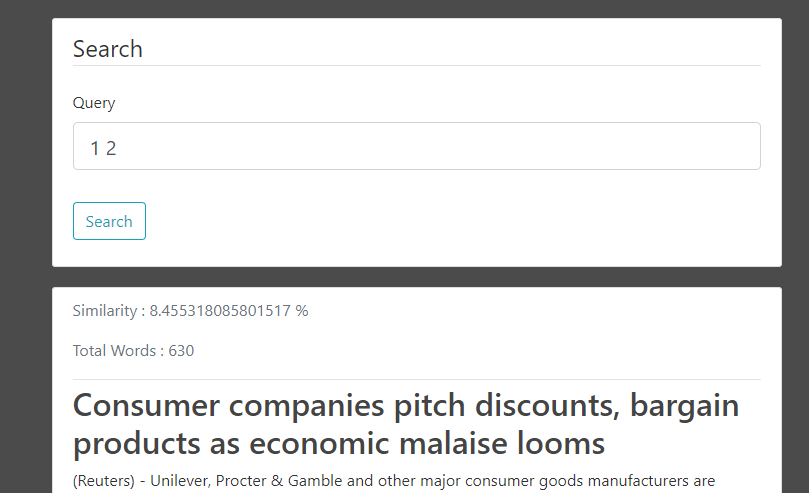 Search
Query
1 2
Search
Similarity : 8.455318085801517 %
Total Words : 630
Consumer companies pitch discounts, bargain
products as economic malaise looms
(Reuters) - Unilever, Procter & Gamble and other major consumer goods manufacturers are